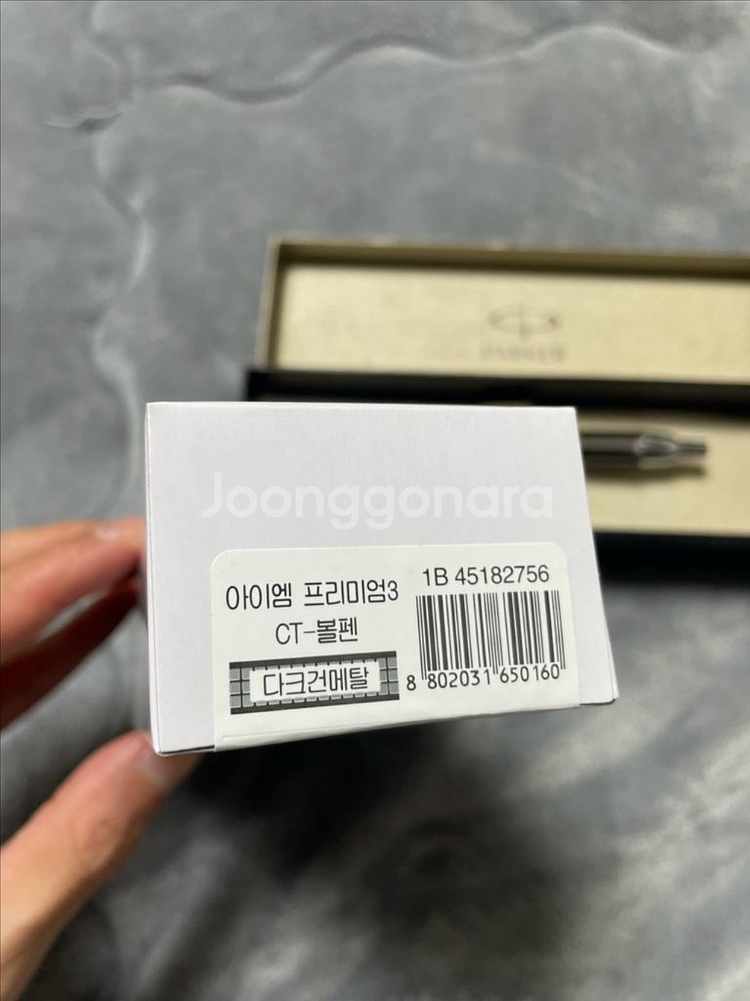 PARKER
Joonggonara
아이엠 프리미엄3
CT-볼펜
다크건메탈
1B 45182756
8 802031 650160